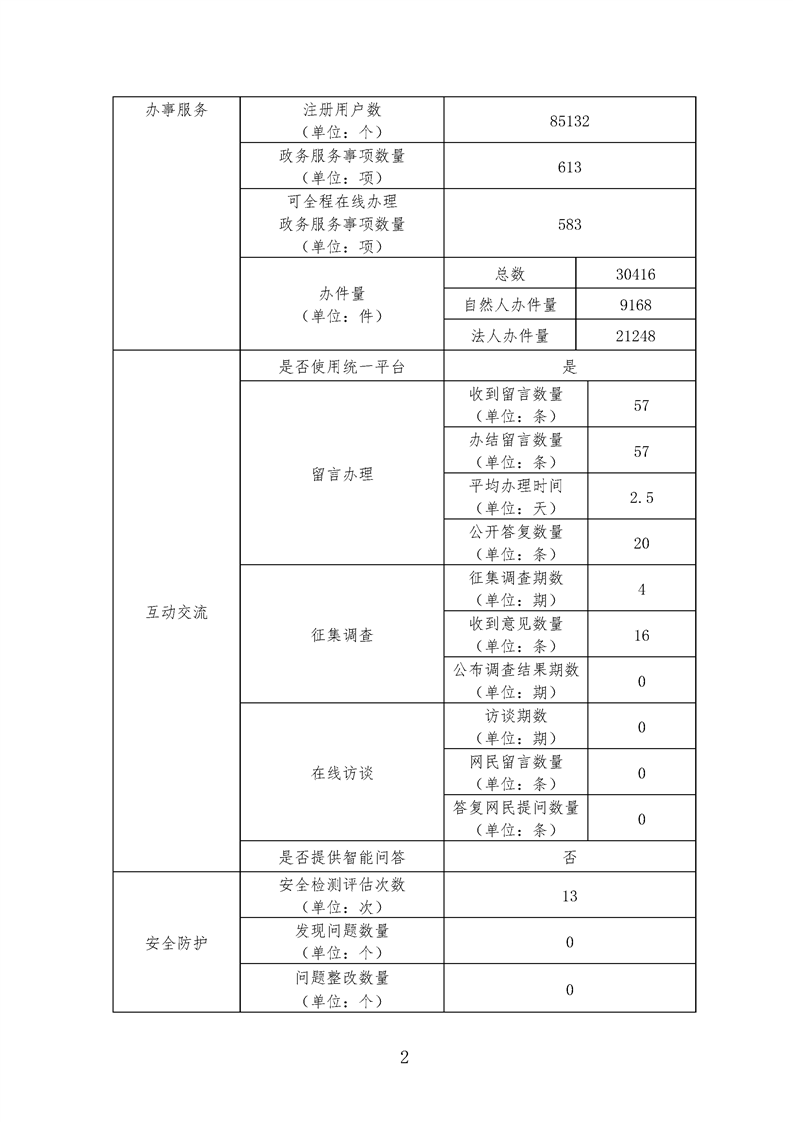 办事服务
注册用户数
（单位：个）
85132
政务服务事项数量
（单位：项）
613
可全程在线办理
政务服务事项数量
（单位：项）
583
办件量
（单位：件）
总数
30416
自然人办件量
9168
法人办件量
21248
互动交流
是否使用统一平台
是
留言办理
收到留言数量
（单位：条）
57
办结留言数量
（单位：条）
57
平均办理时间
（单位：天）
2.5
公开答复数量
（单位：条）
20
征集调查
征集调查期数
（单位：期）
4
收到意见数量
（单位：条）
16
公布调查结果期数
（单位：期）
0
在线访谈
访谈期数
（单位：期）
0
网民留言数量
（单位：条）
0
答复网民提问数量
（单位：条）
0
是否提供智能问答
否
安全防护
安全检测评估次数
（单位：次）
13
发现问题数量
（单位：个）
0
问题整改数量
（单位：个）
0
2